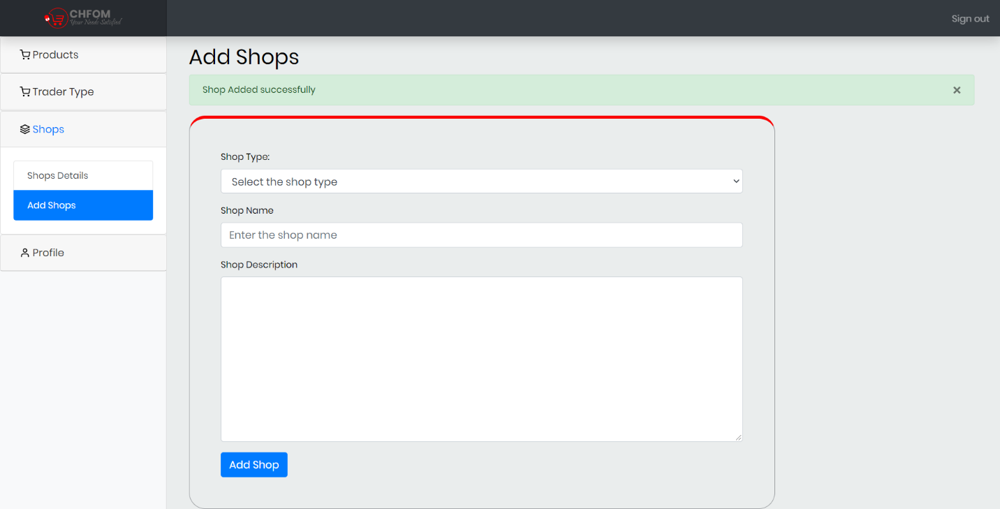 CHFOM
Your Needs Satisfied
Sign out
Products
Trader Type
Shops
Shops Details
Add Shops
Profile
Add Shops
Shop Added successfully
×
Shop Type:
Select the shop type
Shop Name
Enter the shop name
Shop Description
Add Shop